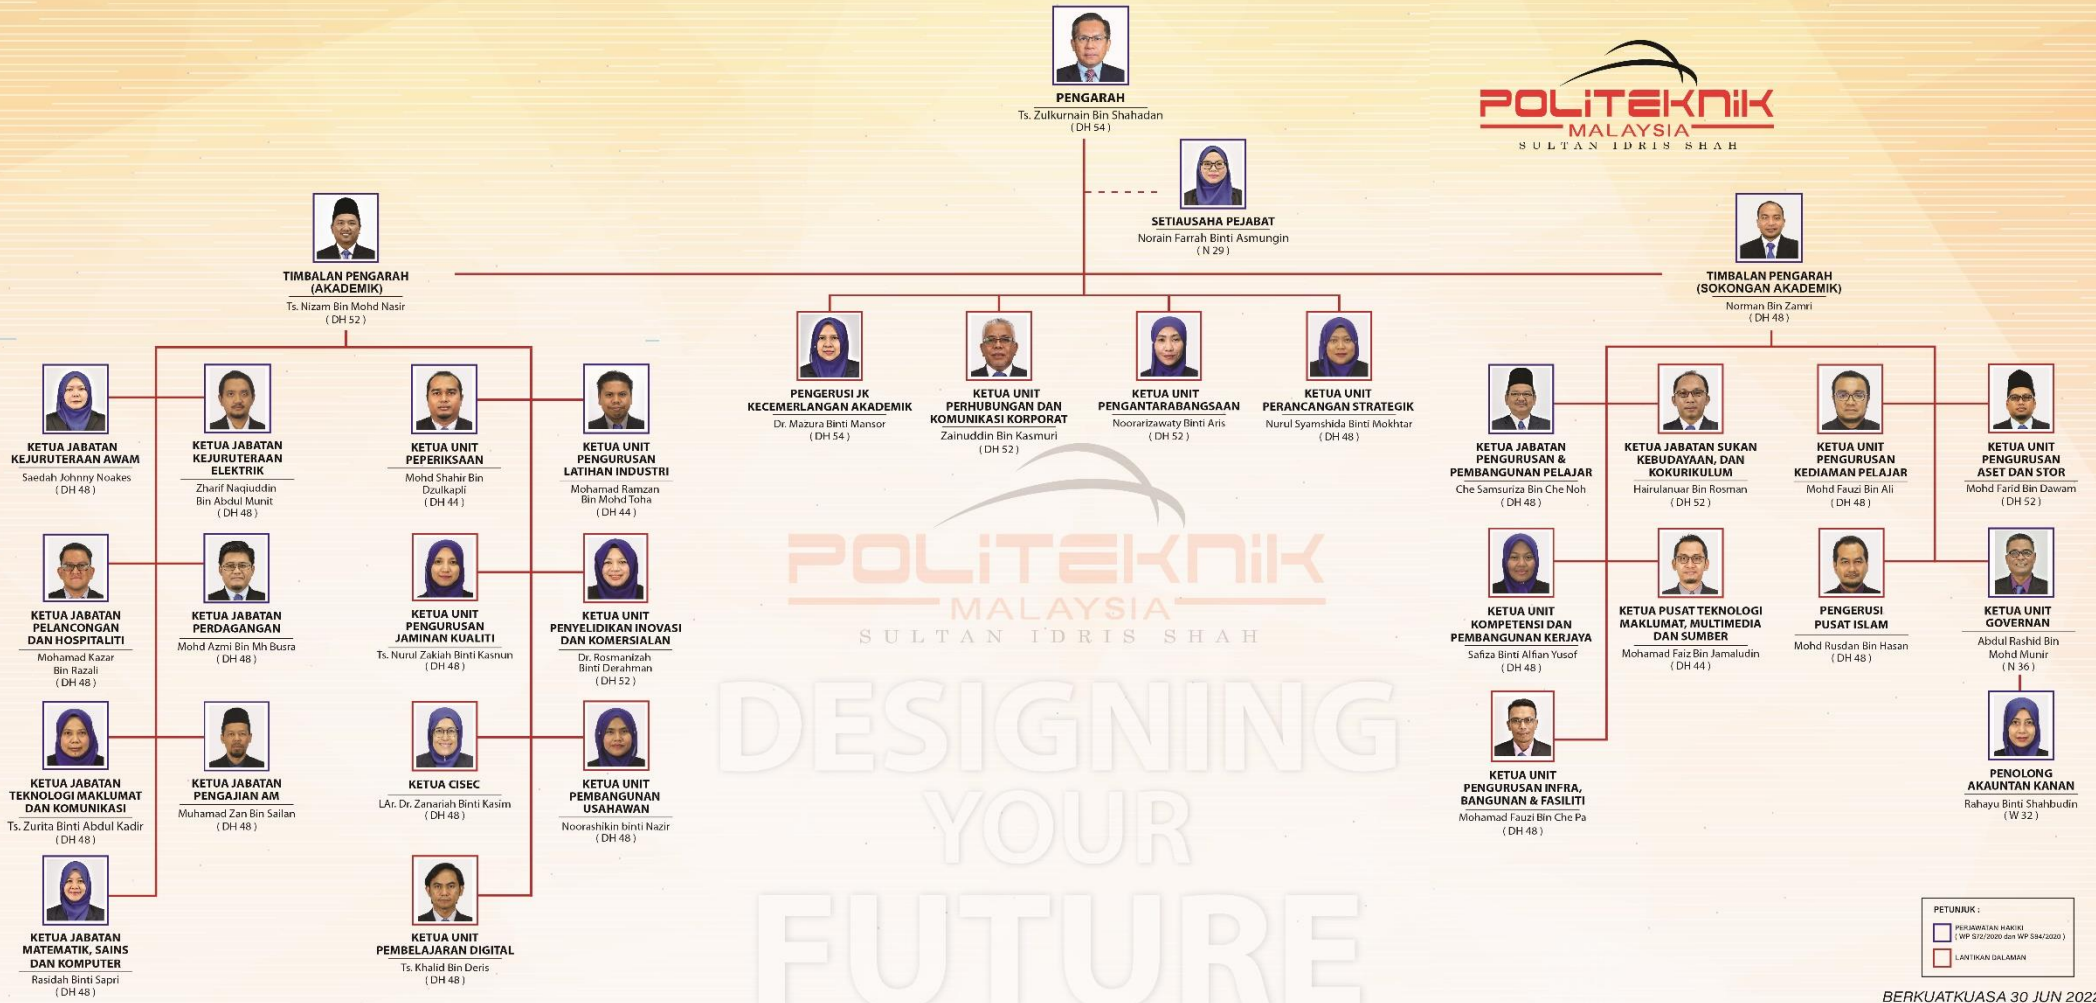 PENGARAH
Ts. Zulkurnain Bin Shahadan
( DH 54 )
POLiTEKNiK
MALAYSIA
SULTAN IDRIS SHAH
SETIAUSAHA PEJABAT
Norain Farrah Binti Asmungin
( N 29 )
TIMBALAN PENGARAH
(AKADEMIK)
Ts. Nizam Bin Mohd Nasir
( DH 52 )
TIMBALAN PENGARAH
(SOKONGAN AKADEMIK)
Norman Bin Zamri
( DH 48 )
PENGERUSI JK
KECEMERLANGAN AKADEMIK
Dr. Mazura Binti Mansor
( DH 54 )
KETUA UNIT
PERHUBUNGAN DAN
KOMUNIKASI KORPORAT
Zainuddin Bin Kasmuri
( DH 52 )
KETUA UNIT
PENGANTARABANGSAAN
Noorarizawaty Binti Aris
( DH 52 )
KETUA UNIT
PERANCANGAN STRATEGIK
Nurul Syamshida Binti Mokhtar
( DH 48 )
KETUA JABATAN
KEJURUTERAAN AWAM
Saedah Johnny Noakes
( DH 48 )
KETUA JABATAN
KEJURUTERAAN
ELEKTRIK
Zharif Naqiuddin
Bin Abdul Munit
( DH 48 )
KETUA UNIT
PEPERIKSAAN
Mohd Shahir Bin
Dzulkapli
( DH 44 )
KETUA UNIT
PENGURUSAN
LATIHAN INDUSTRI
Mohamad Ramzan
Bin Mohd Toha
( DH 44 )
KETUA JABATAN
PENGURUSAN &
PEMBANGUNAN PELAJAR
Che Samsuriza Bin Che Noh
( DH 48 )
KETUA JABATAN SUKAN
KEBUDAYAAN, DAN
KOKURIKULUM
Hairulanuar Bin Rosman
( DH 52 )
KETUA UNIT
PENGURUSAN
KEDIAMAN PELAJAR
Mohd Fauzi Bin Ali
( DH 48 )
KETUA UNIT
PENGURUSAN
ASET DAN STOR
Mohd Farid Bin Dawam
( DH 52 )
KETUA JABATAN
PELANCONGAN
DAN HOSPITALITI
Mohamad Kazar
Bin Razali
( DH 48 )
KETUA JABATAN
PERDAGANGAN
Mohd Azmi Bin Mh Busra
( DH 48 )
KETUA UNIT
PENGURUSAN
JAMINAN KUALITI
Ts. Nurul Zakiah Binti Kasnun
( DH 48 )
KETUA UNIT
PENYELIDIKAN INOVASI
DAN KOMERSIALAN
Dr. Rosmanizah
Binti Derahman
( DH 52 )
POLiTEKNiK
MALAYSIA
SULTAN IDRIS SHAH
KETUA UNIT
KOMPETENSI DAN
PEMBANGUNAN KERJAYA
Safiza Binti Alfian Yusof
( DH 48 )
KETUA PUSAT TEKNOLOGI
MAKLUMAT, MULTIMEDIA
DAN SUMBER
Mohamad Faiz Bin Jamaludin
( DH 44 )
PENGERUSI
PUSAT ISLAM
Mohd Rusdan Bin Hasan
( DH 48 )
KETUA UNIT
GOVERNAN
Abdul Rashid Bin
Mohd Munir
( N 36 )
KETUA JABATAN
TEKNOLOGI MAKLUMAT
DAN KOMUNIKASI
Ts. Zurita Binti Abdul Kadir
( DH 48 )
KETUA JABATAN
PENGAJIAN AM
Muhamad Zan Bin Sailan
( DH 48 )
KETUA CISEC
LAr. Dr. Zanariah Binti Kasim
( DH 48 )
KETUA UNIT
PEMBANGUNAN
USAHAWAN
Noorashikin binti Nazir
( DH 48 )
DESIGNING
YOUR
FUTURE
KETUA UNIT
PENGURUSAN INFRA,
BANGUNAN & FASILITI
Mohamad Fauzi Bin Che Pa
( DH 48 )
PENOLONG
AKAUNTAN KANAN
Rahayu Binti Shahbudin
( W 32 )
KETUA JABATAN
MATEMATIK, SAINS
DAN KOMPUTER
Rasidah Binti Sapri
( DH 48 )
KETUA UNIT
PEMBELAJARAN DIGITAL
Ts. Khalid Bin Deris
( DH 48 )
PETUNJUK :
PERJAWATAN HAKIKI
( WP S/2/2020 dan WP S94/2020 )
LANTIKAN DALAMAN
BERKUATKUASA 30 JUN